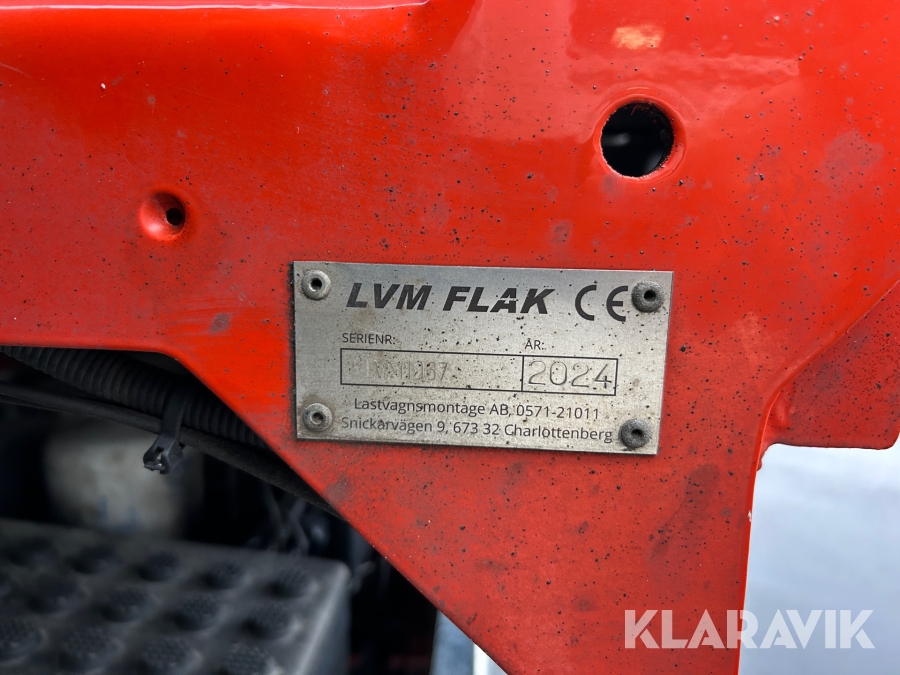 LVM FLAK CE
SERIENR: ÅR:
2024
Lastvagnsmontage AB, 0571-21011
Snickarvägen 9, 673 32 Charlottenberg
KLARAVIK